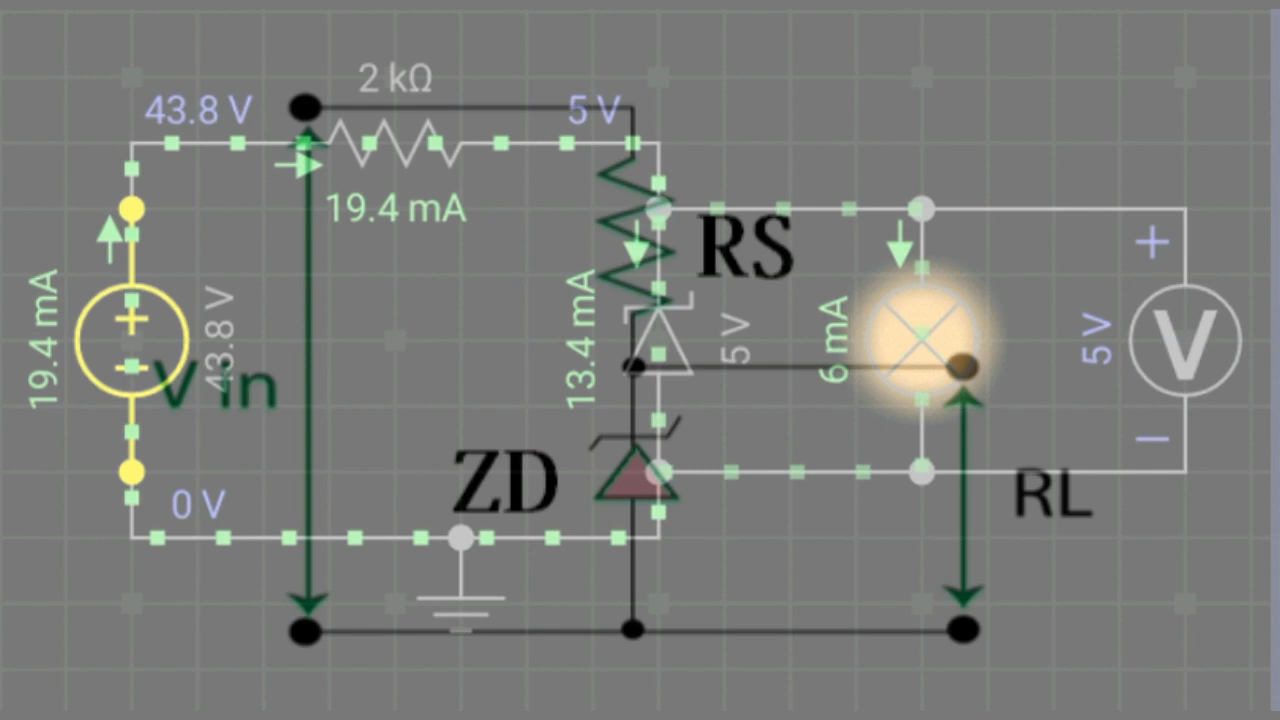 2 kΩ
43.8 V
5 V
19.4 mA
RS
+
19.4 mA
43.8 V
13.4 mA
5 V
6 mA
5 V
V
V in
ZD
RL
0 V